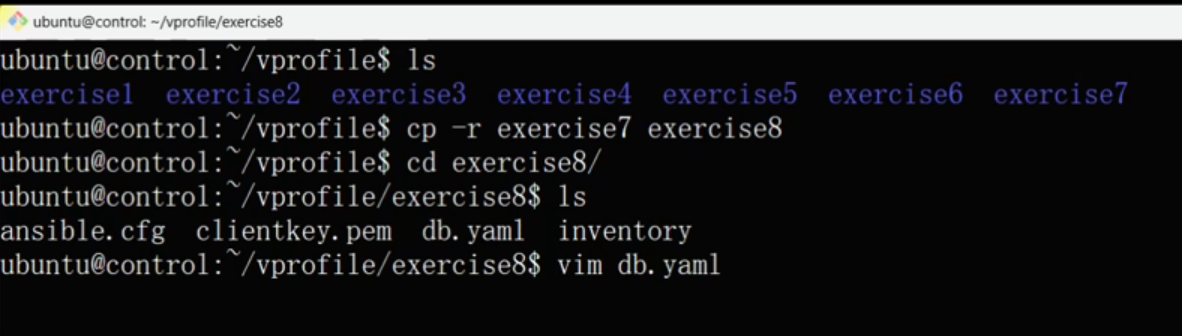 ubuntu@control: ~/vprofile/exercise8
ubuntu@control:~/vprofile$ ls
exercise1 exercise2 exercise3 exercise4 exercise5 exercise6 exercise7
ubuntu@control:~/vprofile$ cp -r exercise7 exercise8
ubuntu@control:~/vprofile$ cd exercise8/
ubuntu@control:~/vprofile/exercise8$ ls
ansible.cfg clientkey.pem db.yaml inventory
ubuntu@control:~/vprofile/exercise8$ vim db.yaml